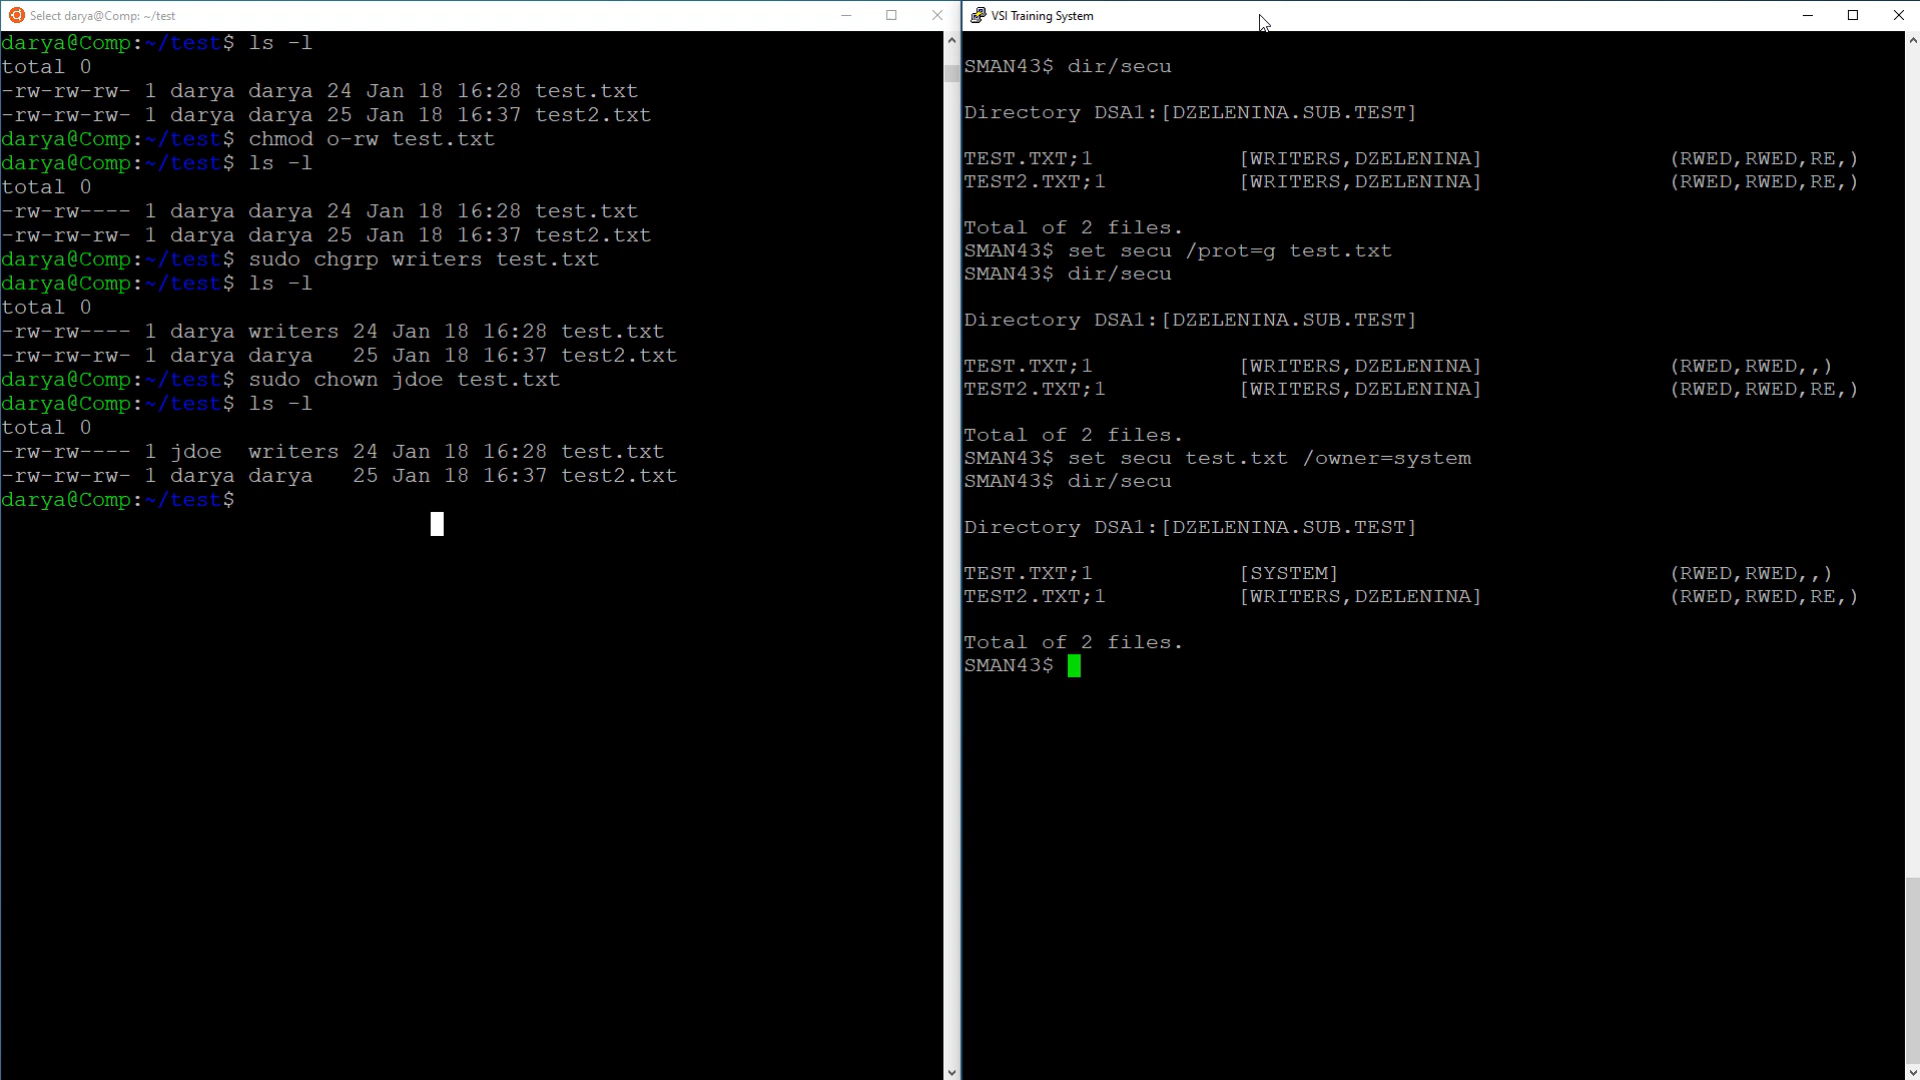 Select darya@Comp: ~/test
darya@Comp:~/test$ ls -l
total 0
-rw-rw-rw- 1 darya darya 24 Jan 18 16:28 test.txt
-rw-rw-rw- 1 darya darya 25 Jan 18 16:37 test2.txt
darya@Comp:~/test$ chmod o-rw test.txt
darya@Comp:~/test$ ls -l
total 0
-rw-rw---- 1 darya darya 24 Jan 18 16:28 test.txt
-rw-rw-rw- 1 darya darya 25 Jan 18 16:37 test2.txt
darya@Comp:~/test$ sudo chgrp writers test.txt
darya@Comp:~/test$ ls -l
total 0
-rw-rw---- 1 darya writers 24 Jan 18 16:28 test.txt
-rw-rw-rw- 1 darya darya   25 Jan 18 16:37 test2.txt
darya@Comp:~/test$ sudo chown jdoe test.txt
darya@Comp:~/test$ ls -l
total 0
-rw-rw---- 1 jdoe  writers 24 Jan 18 16:28 test.txt
-rw-rw-rw- 1 darya darya   25 Jan 18 16:37 test2.txt
darya@Comp:~/test$
VSI Training System
SMAN43$ dir/secu
Directory DSA1:[DZELENINA.SUB.TEST]
TEST.TXT;1 [WRITERS,DZELENINA] (RWED,RWED,RE,)
TEST2.TXT;1 [WRITERS,DZELENINA] (RWED,RWED,RE,)
Total of 2 files.
SMAN43$ set secu /prot=g test.txt
SMAN43$ dir/secu
Directory DSA1:[DZELENINA.SUB.TEST]
TEST.TXT;1 [WRITERS,DZELENINA] (RWED,RWED,,)
TEST2.TXT;1 [WRITERS,DZELENINA] (RWED,RWED,RE,)
Total of 2 files.
SMAN43$ set secu test.txt /owner=system
SMAN43$ dir/secu
Directory DSA1:[DZELENINA.SUB.TEST]
TEST.TXT;1 [SYSTEM] (RWED,RWED,,)
TEST2.TXT;1 [WRITERS,DZELENINA] (RWED,RWED,RE,)
Total of 2 files.
SMAN43$